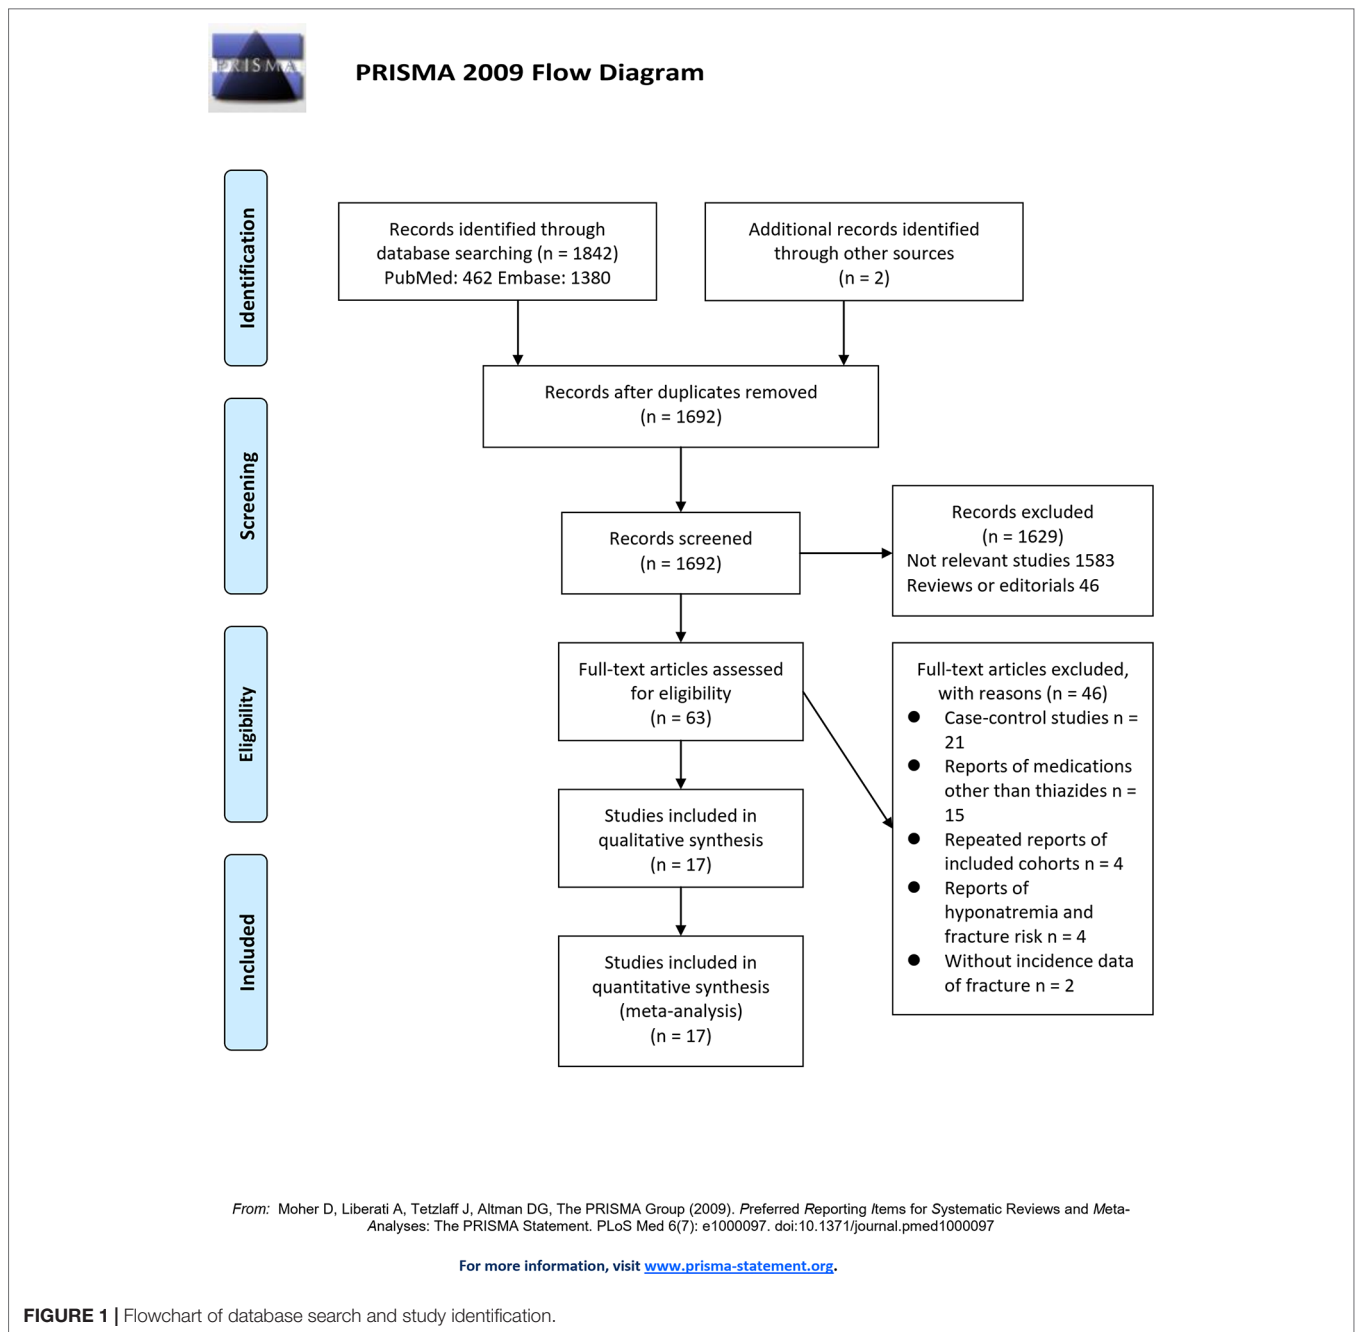 PRISMA
PRISMA 2009 Flow Diagram
Identification
Records identified through
database searching (n = 1842)
PubMed: 462 Embase: 1380
Additional records identified
through other sources
(n = 2)
Records after duplicates removed
(n = 1692)
Screening
Records screened
(n = 1692)
Records excluded
(n = 1629)
Not relevant studies 1583
Reviews or editorials 46
Eligibility
Full-text articles assessed
for eligibility
(n = 63)
Full-text articles excluded,
with reasons (n = 46)
● Case-control studies n =
21
● Reports of medications
other than thiazides n =
15
● Repeated reports of
included cohorts n = 4
● Reports of
hyponatremia and
fracture risk n = 4
● Without incidence data
of fracture n = 2
Studies included in
qualitative synthesis
(n = 17)
Included
Studies included in
quantitative synthesis
(meta-analysis)
(n = 17)
From: Moher D, Liberati A, Tetzlaff J, Altman DG, The PRISMA Group (2009). Preferred Reporting Items for Systematic Reviews and Meta-
Analyses: The PRISMA Statement. PLoS Med 6(7): e1000097. doi:10.1371/journal.pmed1000097
For more information, visit www.prisma-statement.org.
FIGURE 1 | Flowchart of database search and study identification.